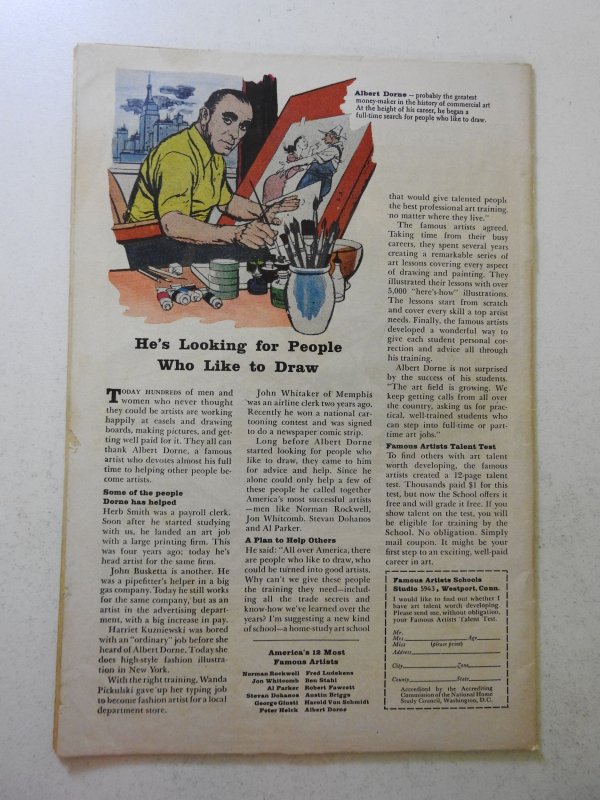 Albert Dorne -- probably the greatest
money-maker in the history of commercial art
At the height of his career, he began a
full-time search for people who like to draw.
He's Looking for People
Who Like to Draw
TODAY HUNDREDS of men and
women who never thought
they could be artists are working
happily at easels and drawing
boards, making pictures, and get-
ting well paid for it. They all can
thank Albert Dorne, a famous
artist who devotes almost his full
time to helping other people be-
come artists.
Some of the people
Dorne has helped
Herb Smith was a payroll clerk.
Soon after he started studying
with us, he landed an art job
with a large printing firm. This
was four years ago; today he's
head artist for the same firm.
John Busketta is another. He
was a pipefitter's helper in a big
gas company. Today he still works
for the same company, but as an
artist in the advertising depart-
ment, with a big increase in pay.
Harriet Kuzniewski was bored
with an "ordinary" job before she
heard of Albert Dorne. Today she
does high-style fashion illustra-
tion in New York.
With the right training, Wanda
Pickulski gave up her typing job
to become fashion artist for a local
department store.
John Whitaker of Memphis
was an airline clerk two years ago.
Recently he won a national car-
tooning contest and was signed
to do a newspaper comic strip.
Long before Albert Dorne
started looking for people who
like to draw, they came to him
for advice and help. Since he
alone could only help a few of
these people he called together
America's most successful artists
—men like Norman Rockwell,
Jon Whitcomb, Stevan Dohanos
and Al Parker.
A Plan to Help Others
He said: "All over America, there
are people who like to draw, who
could be turned into good artists.
Why can't we give these people
the training they need—includ-
ing all the trade secrets and
know-how we've learned over the
years? I'm suggesting a new kind
of school—a home-study art school
America's 12 Most
Famous Artists
Norman Rockwell Fred Ludekens
Jon Whitcomb Ben Stahl
Al Parker Robert Fawcett
Stevan Dohanos Austin Briggs
George Giusti Harold Von Schmidt
Peter Helck Albert Dorne
that would give talented people
the best professional art training,
no matter where they live."
The famous artists agreed.
Taking time from their busy
careers, they spent several years
creating a remarkable series of
art lessons covering every aspect
of drawing and painting. They
illustrated their lessons with over
5,000 "here's-how" illustrations.
The lessons start from scratch
and cover every skill a top artist
needs. Finally, the famous artists
developed a wonderful way to
give each student personal cor-
rection and advice all through
his training.
Albert Dorne is not surprised
by the success of his students.
"The art field is growing. We
keep getting calls from all over
the country, asking us for prac-
tical, well-trained students who
can step into full-time or part-
time art jobs."
Famous Artists Talent Test
To find others with art talent
worth developing, the famous
artists created a 12-page talent
test. Thousands paid $1 for this
test, but now the School offers it
free and will grade it free. If you
show talent on the test, you will
be eligible for training by the
School. No obligation. Simply
mail coupon. It might be your
first step to an exciting, well-paid
career in art.
Famous Artists Schools
Studio 5943, Westport, Conn.
I would like to find out whether I
have art talent worth developing.
Please send me, without obligation,
your Famous Artists Talent Test.
Mr.
Mrs. Age
Miss (please print)
Address
City Zone
County State
Accredited by the Accrediting
Commission of the National Home
Study Council, Washington, D.C.